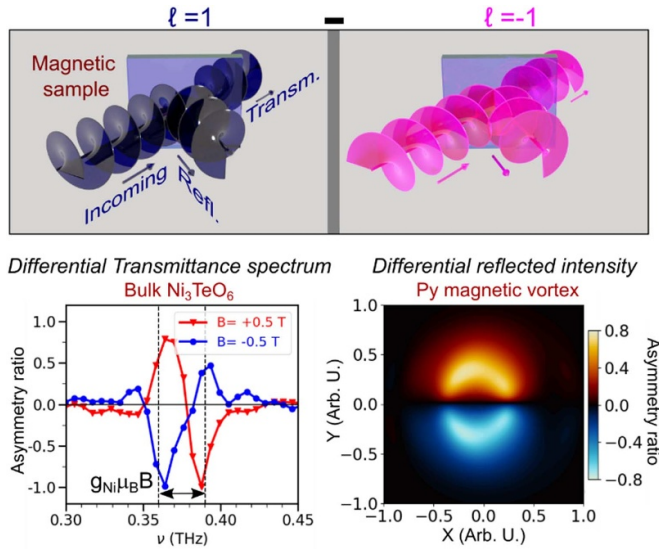 ℓ =1 - ℓ=-1
Magnetic
sample
Transm.
Incoming
Refl.
Differential Transmittance spectrum
Bulk Ni₃TeO₆
Asymmetry ratio
1.0
0.5
0.0
-0.5
-1.0
B= +0.5 T
B= -0.5 T
gNiμBB
0.30 0.35 0.40 0.45
ν (THz)
Differential reflected intensity
Py magnetic vortex
Y (Arb. U.)
1.0
0.5
0.0
-0.5
-1.0
-1.0 -0.5 0.0 0.5 1.0
X (Arb. U.)
0.8
0.4
0.0
-0.4
-0.8
Asymmetry ratio